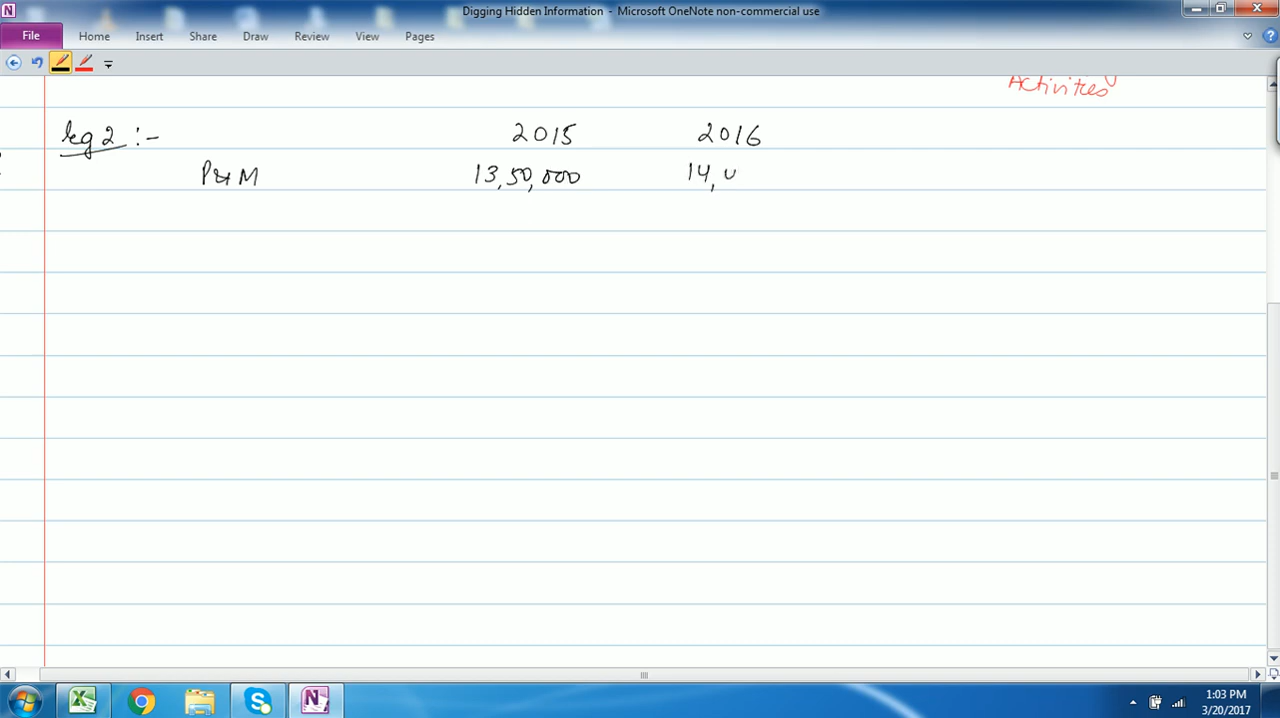 Digging Hidden Information - Microsoft OneNote non-commercial use
File Home Insert Share Draw Review View Pages
Activities
eg 2 :- 2015 2016
P&M 13,50,000 14,
1:03 PM
3/20/2017